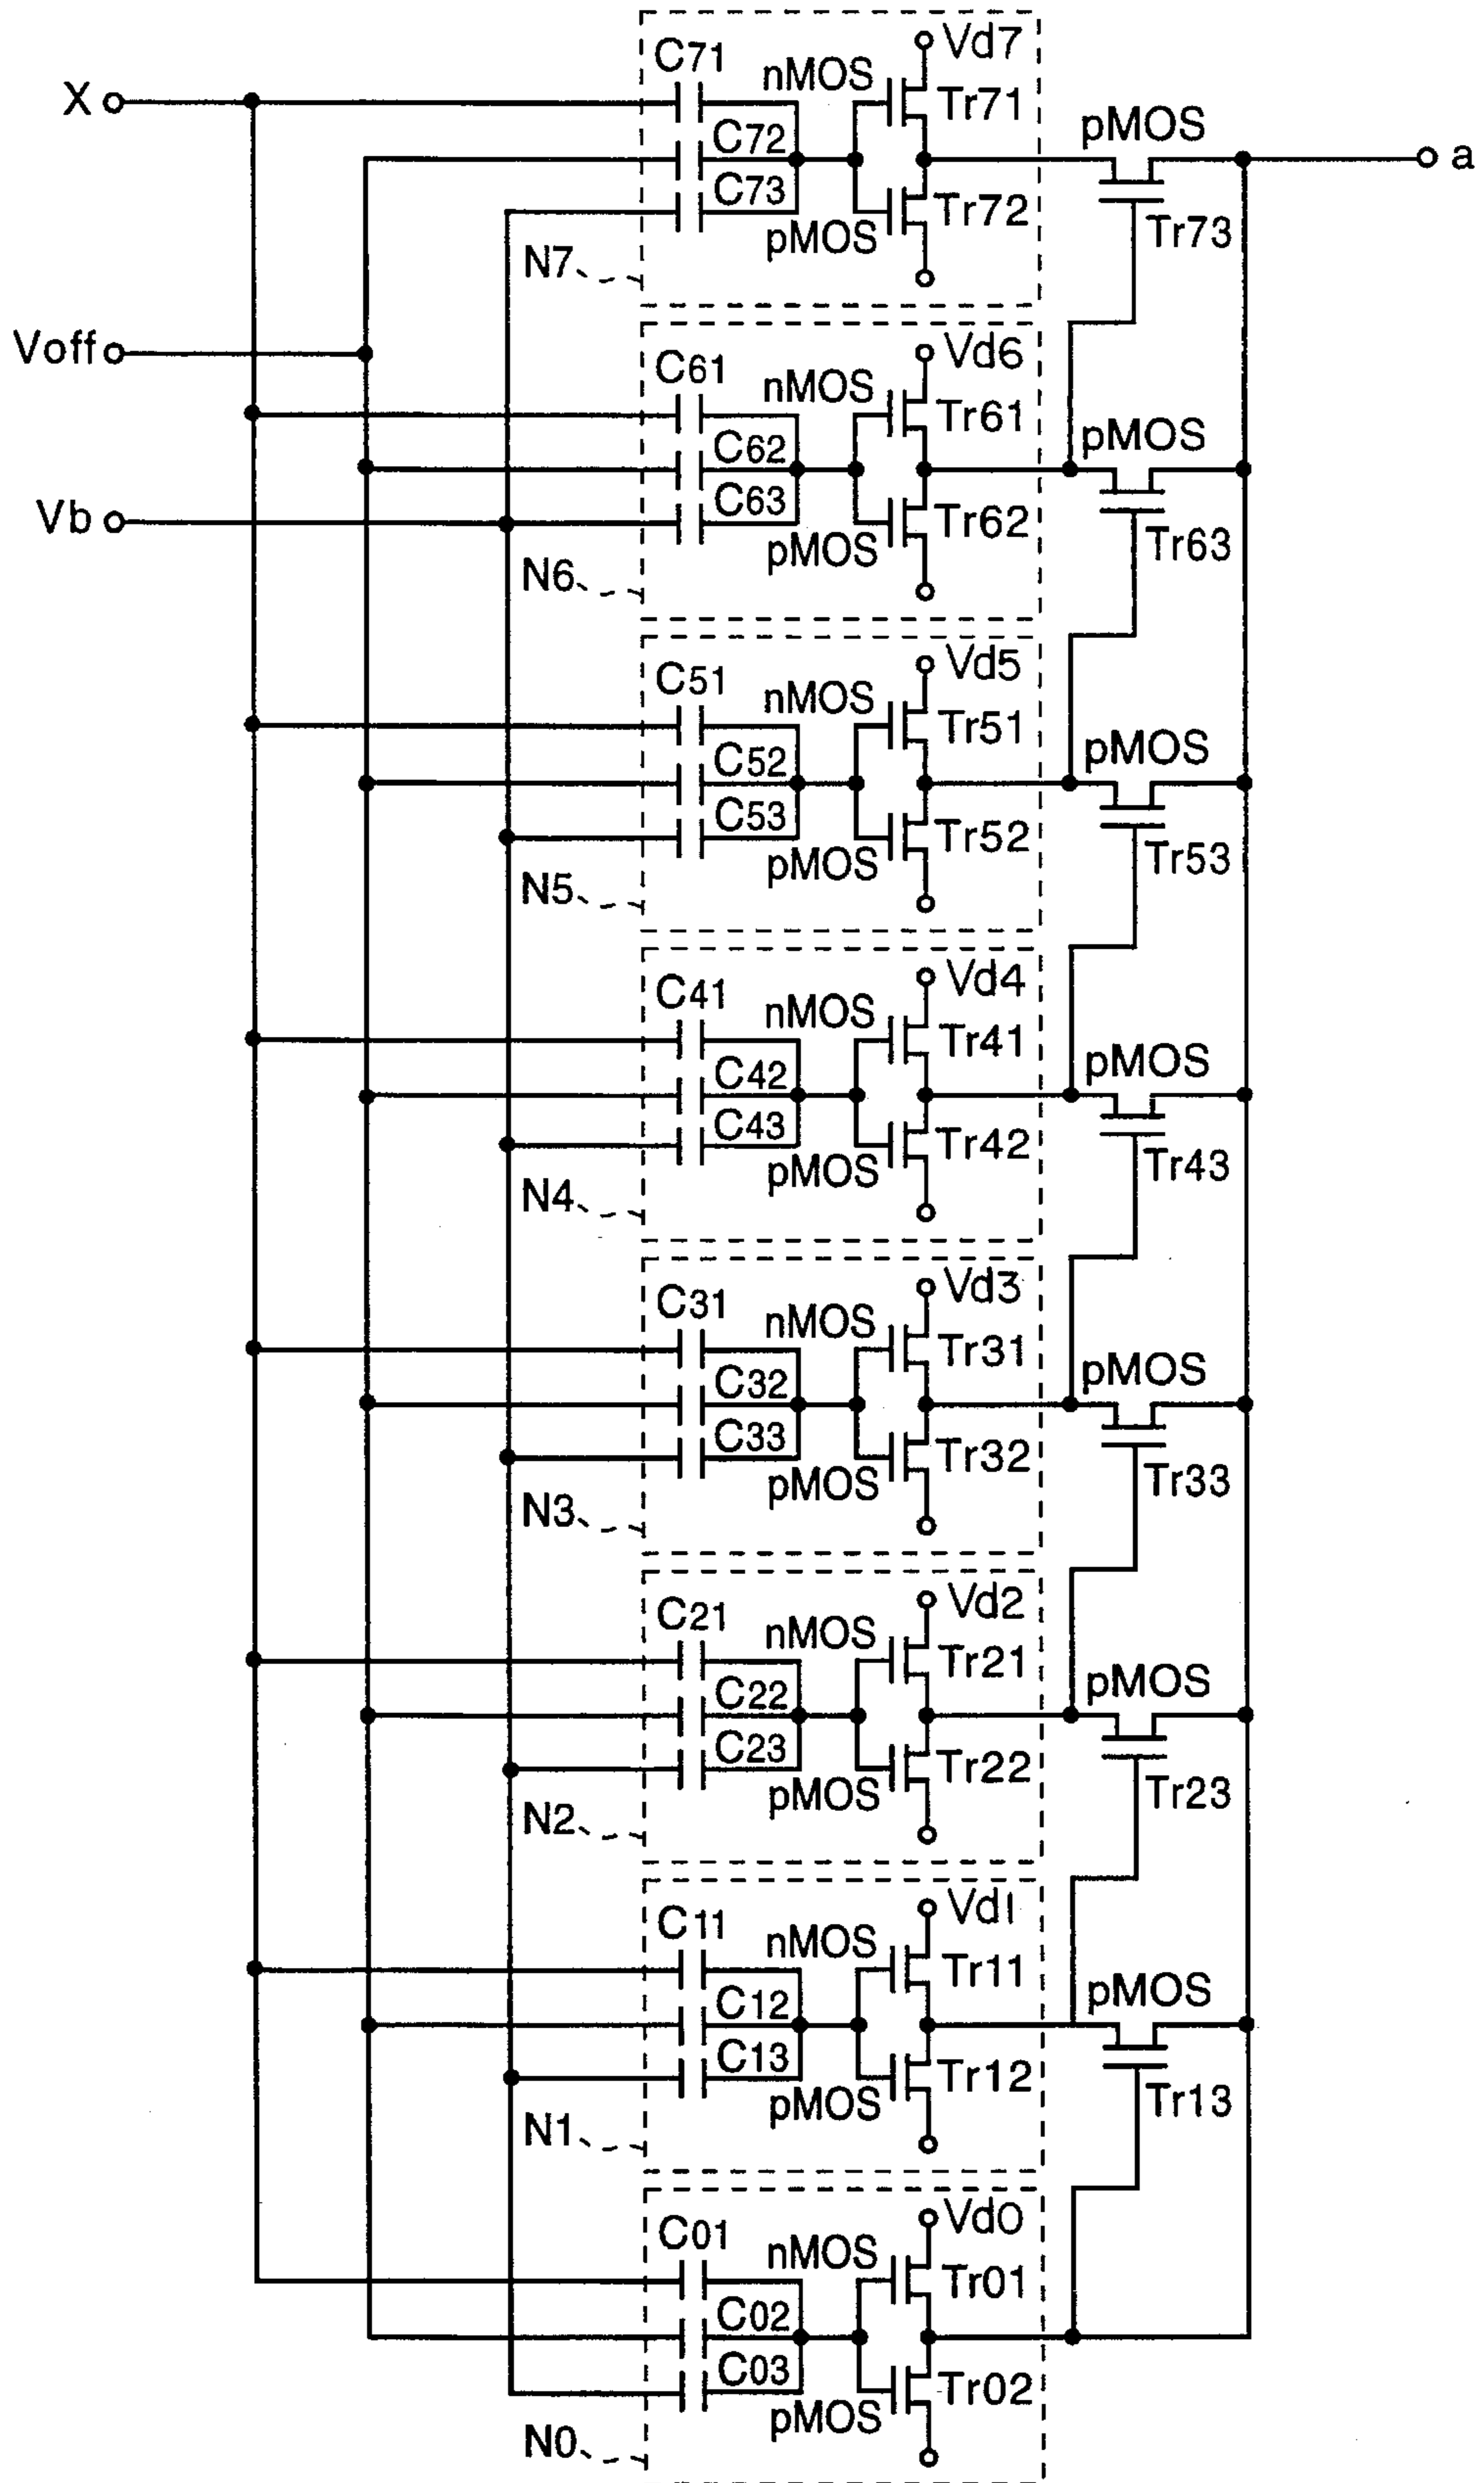 X
Voff
Vb
a
C71
nMOS
Vd7
Tr71
C72
C73
pMOS
Tr72
pMOS
Tr73
N7
C61
nMOS
Vd6
Tr61
C62
C63
pMOS
Tr62
pMOS
Tr63
N6
C51
nMOS
Vd5
Tr51
C52
C53
pMOS
Tr52
pMOS
Tr53
N5
C41
nMOS
Vd4
Tr41
C42
C43
pMOS
Tr42
pMOS
Tr43
N4
C31
nMOS
Vd3
Tr31
C32
C33
pMOS
Tr32
pMOS
Tr33
N3
C21
nMOS
Vd2
Tr21
C22
C23
pMOS
Tr22
pMOS
Tr23
N2
C11
nMOS
Vd1
Tr11
C12
C13
pMOS
Tr12
pMOS
Tr13
N1
C01
nMOS
Vd0
Tr01
C02
C03
pMOS
Tr02
N0